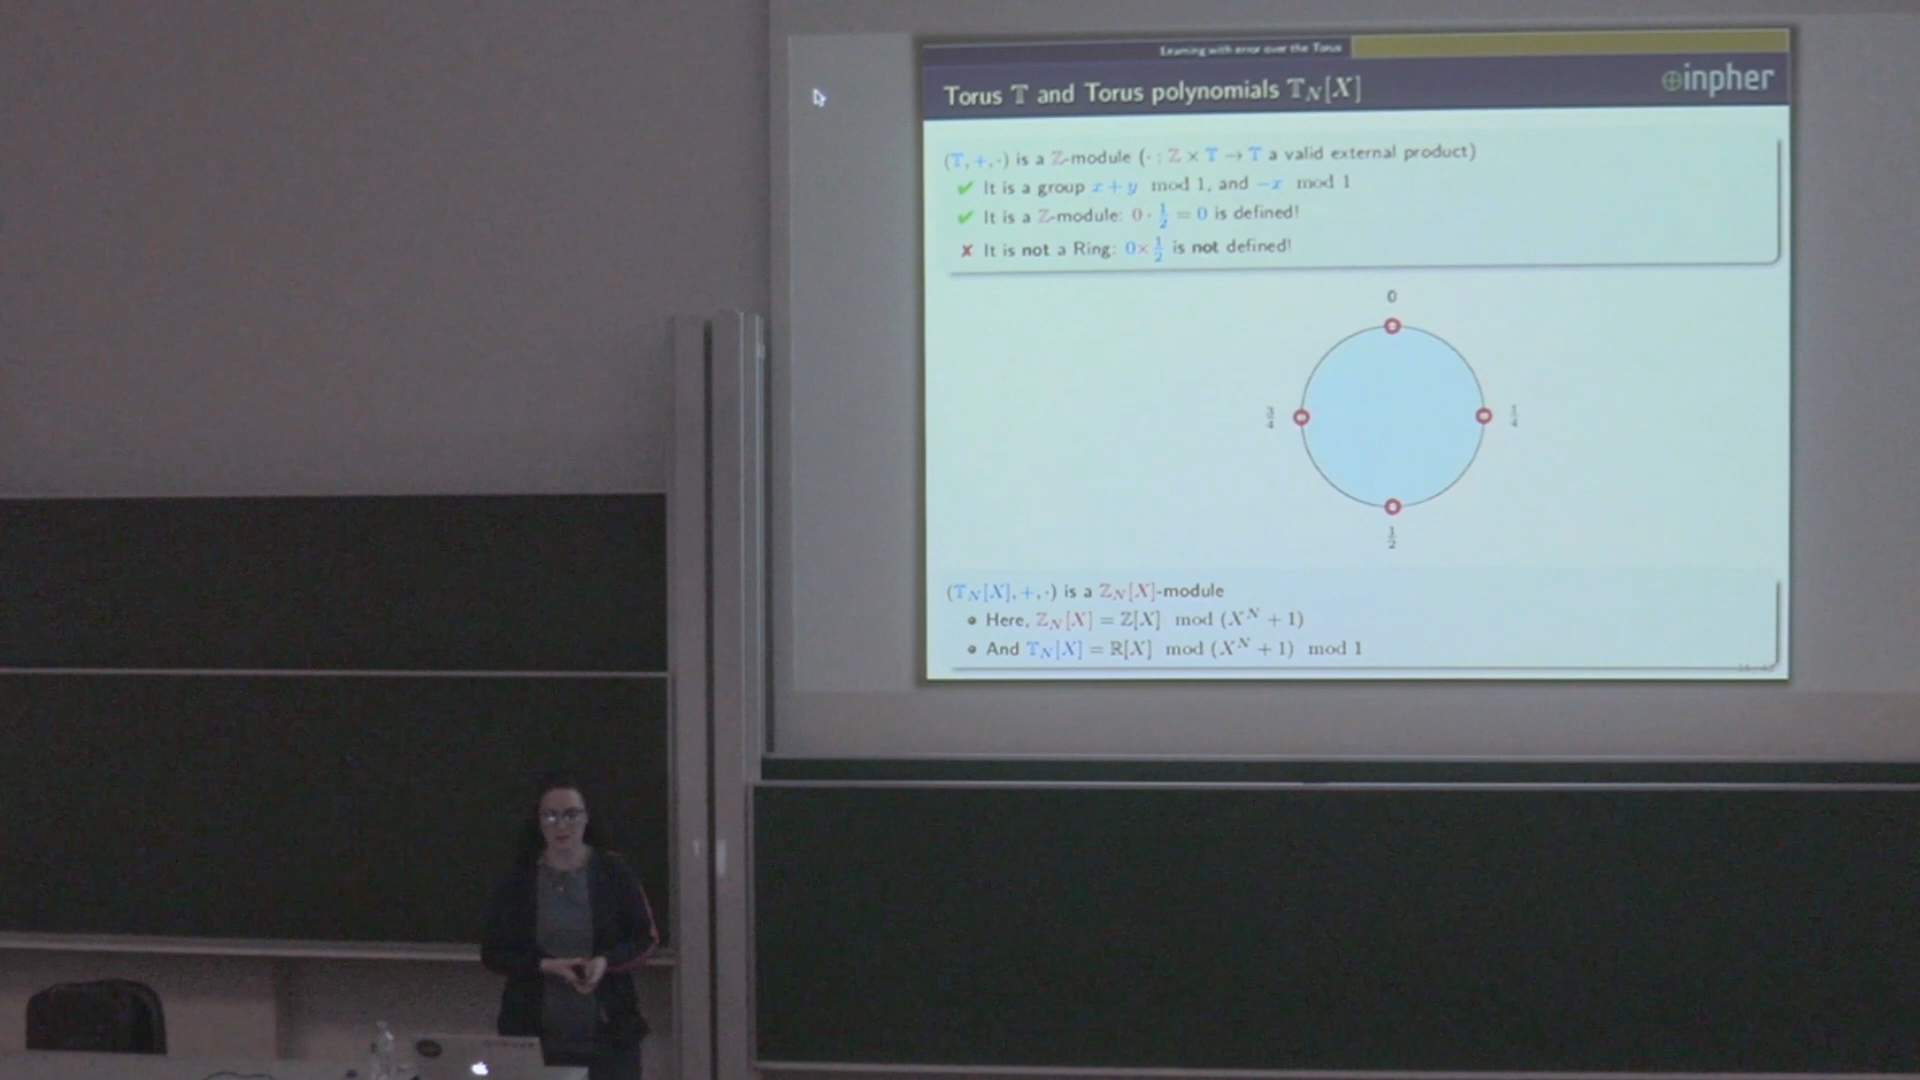 Learning with error over the Torus
Torus 𝕋 and Torus polynomials 𝕋_N[X]
inpher
(𝕋, +, ·) is a ℤ-module (· : ℤ × 𝕋 → 𝕋 a valid external product)
✔ It is a group x + y mod 1, and −x mod 1
✔ It is a ℤ-module: 0 · 1/2 = 0 is defined!
✘ It is not a Ring: 0 × 1/2 is not defined!
0
3/4
1/4
1/2
(𝕋_N[X], +, ·) is a ℤ_N[X]-module
• Here, ℤ_N[X] = ℤ[X] mod (X^N + 1)
• And 𝕋_N[X] = ℝ[X] mod (X^N + 1) mod 1